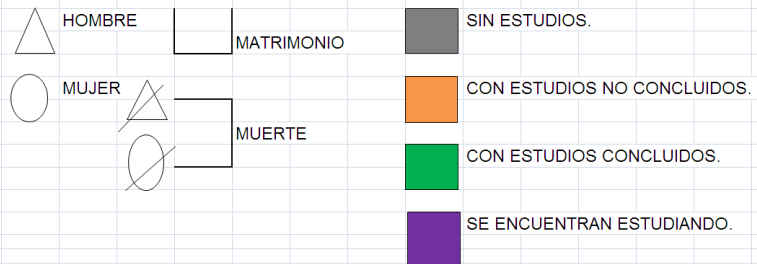 HOMBRE
MATRIMONIO
MUJER
MUERTE
SIN ESTUDIOS.
CON ESTUDIOS NO CONCLUIDOS.
CON ESTUDIOS CONCLUIDOS.
SE ENCUENTRAN ESTUDIANDO.